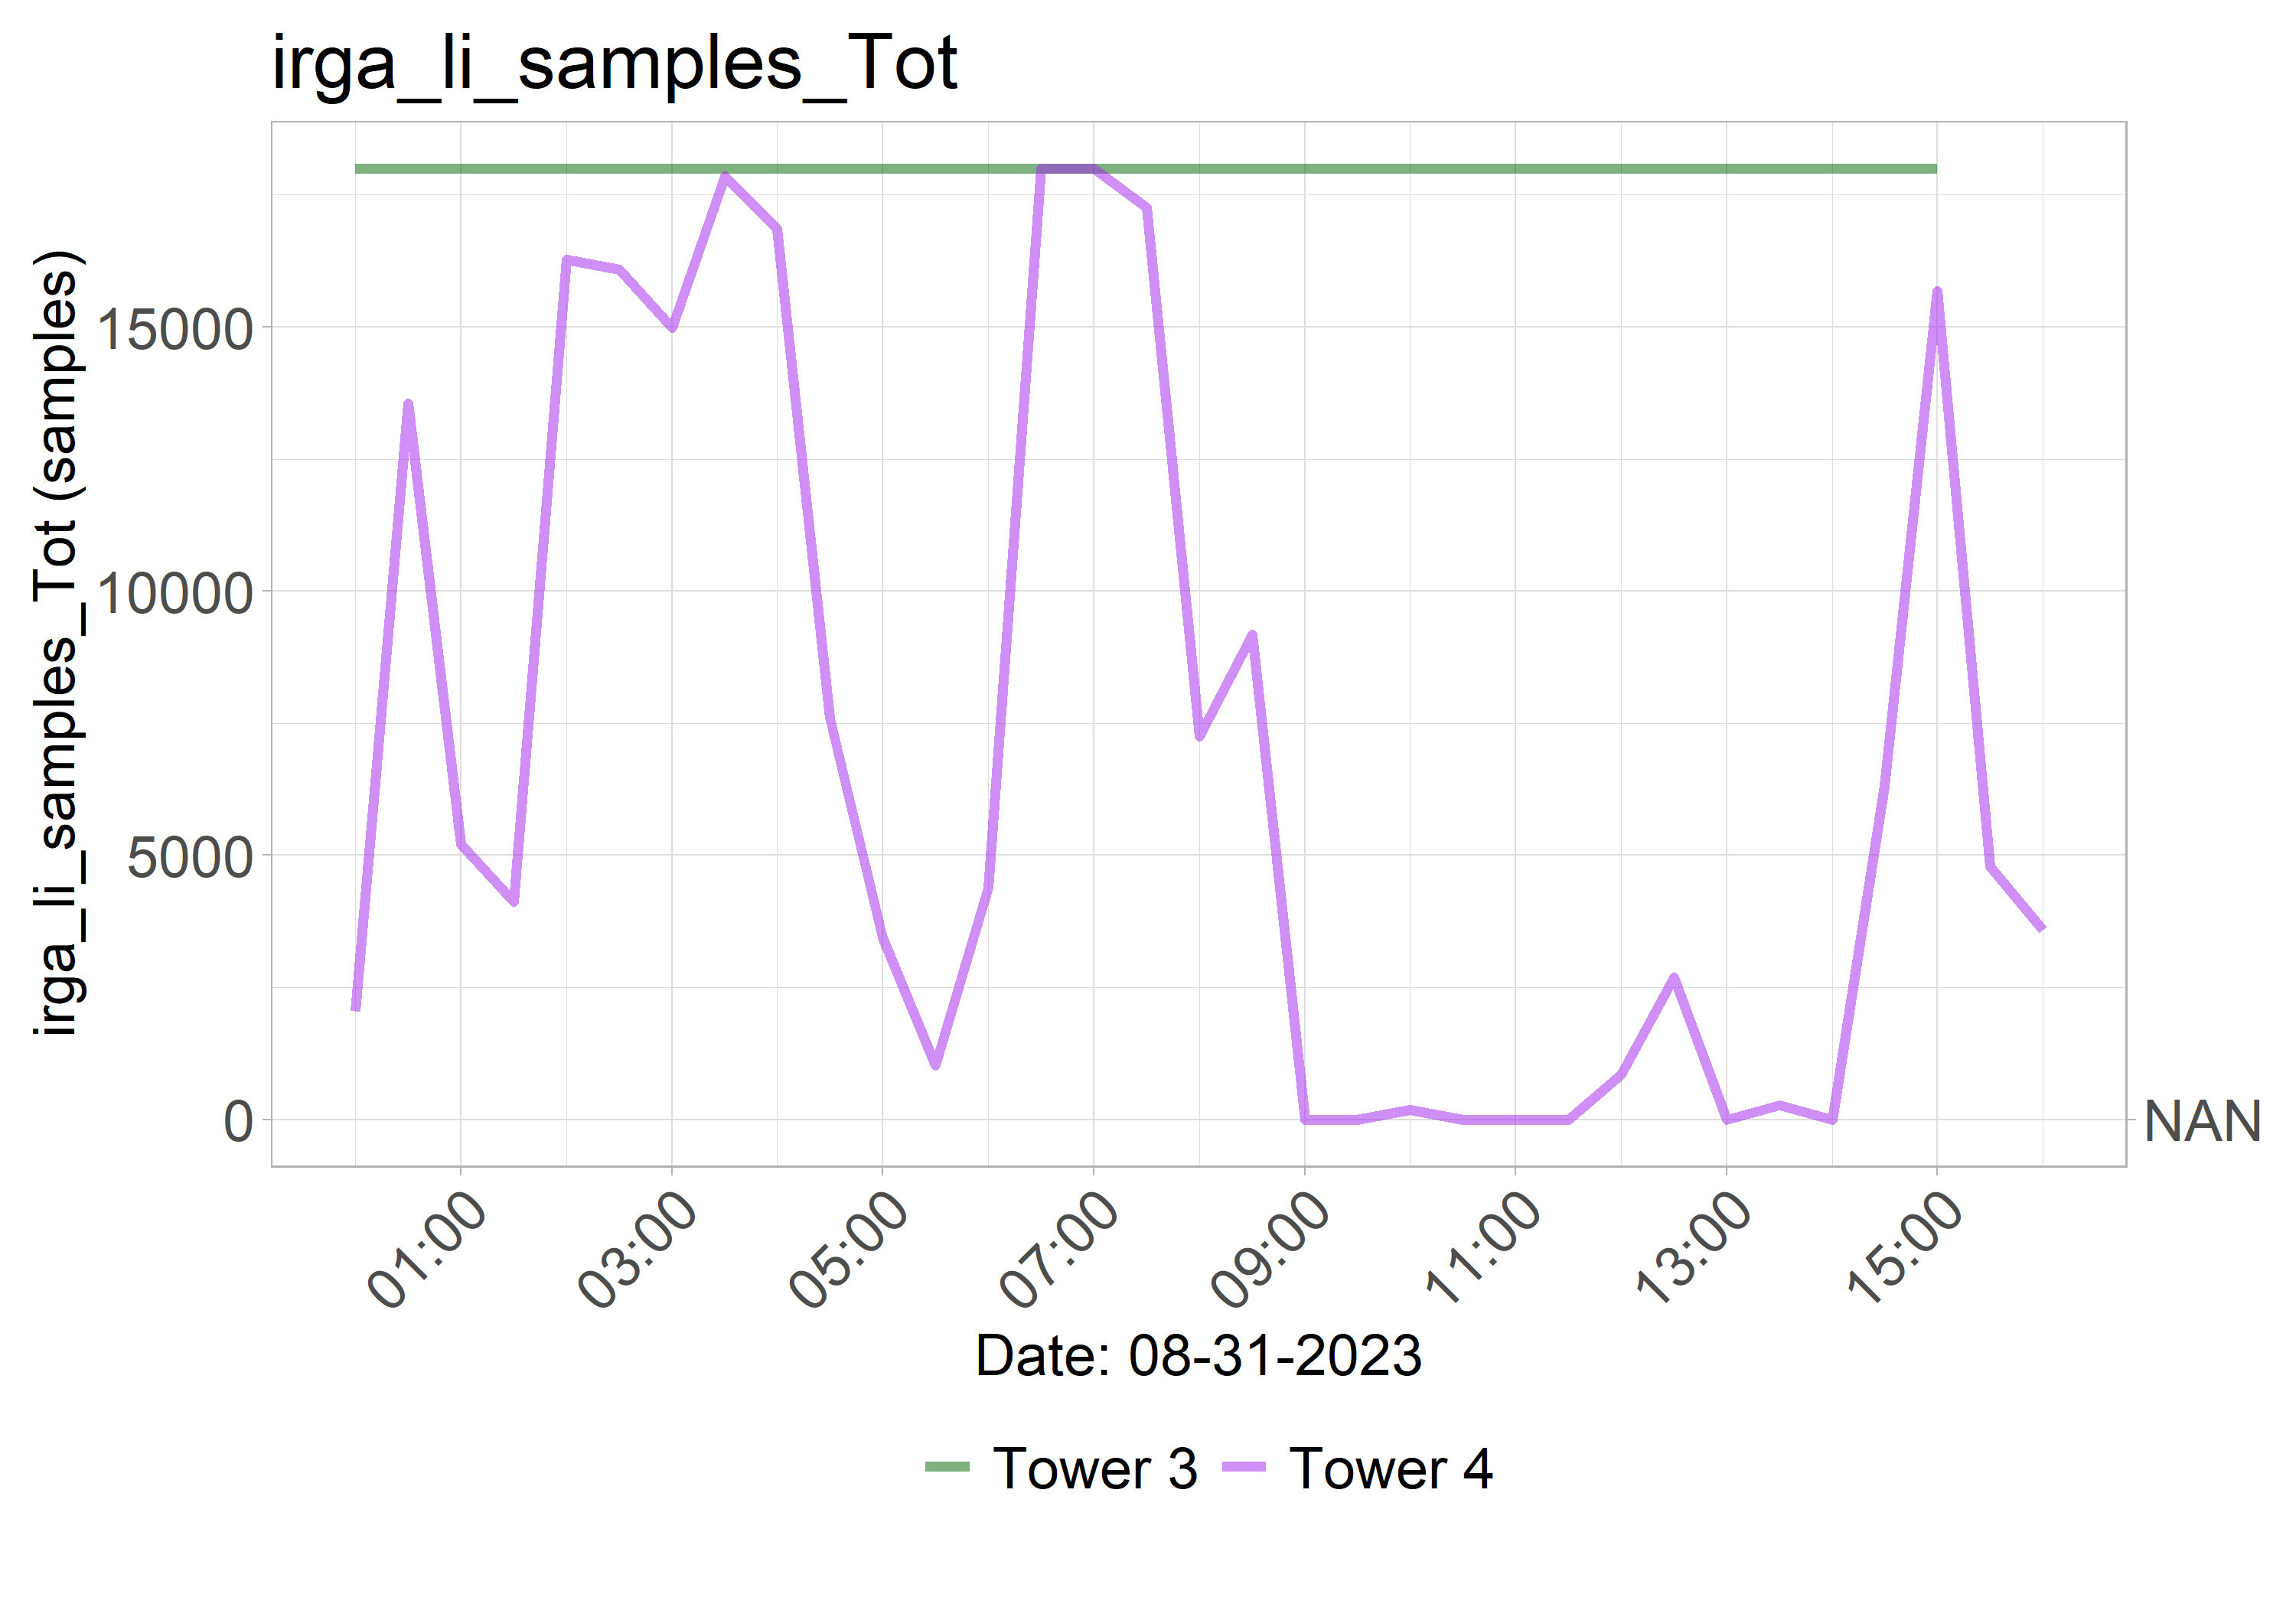 irga_li_samples_Tot
irga_li_samples_Tot (samples)
15000
10000
5000
0
NAN
01:00
03:00
05:00
07:00
09:00
11:00
13:00
15:00
Date: 08-31-2023
Tower 3
Tower 4